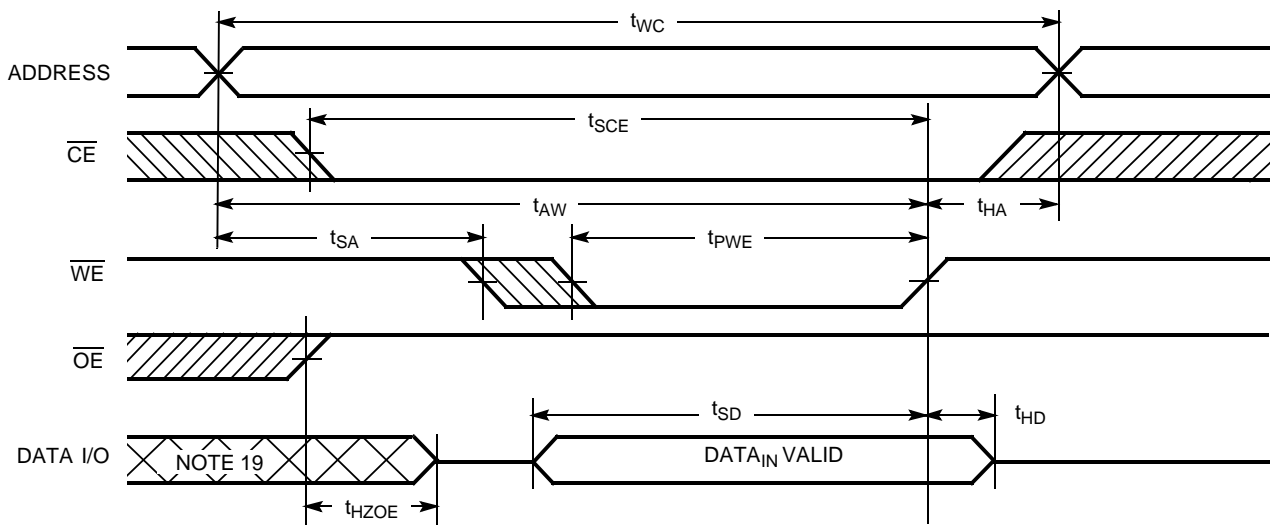 tWC
ADDRESS
tSCE
CE
tAW
tHA
tSA
tPWE
WE
OE
tSD
tHD
DATA I/O
NOTE 19
DATAIN VALID
tHZOE